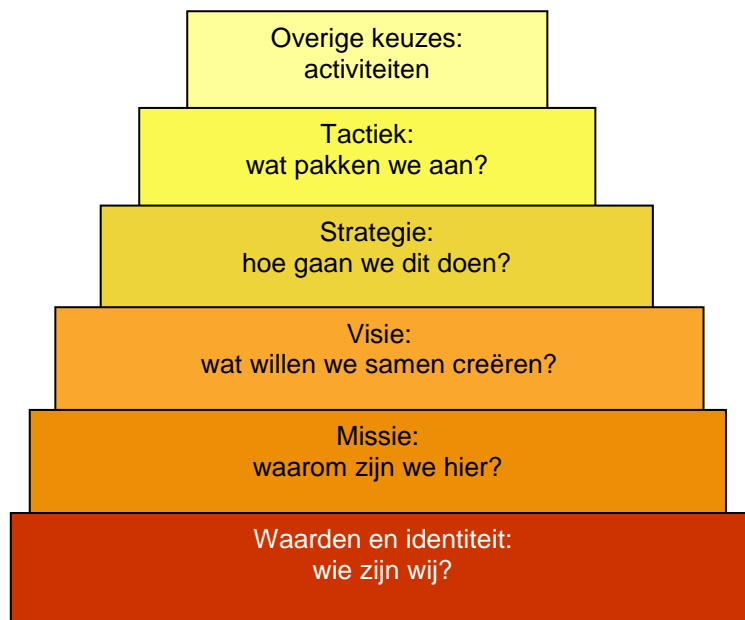 Overige keuzes:
activiteiten
Tactiek:
wat pakken we aan?
Strategie:
hoe gaan we dit doen?
Visie:
wat willen we samen creëren?
Missie:
waarom zijn we hier?
Waarden en identiteit:
wie zijn wij?